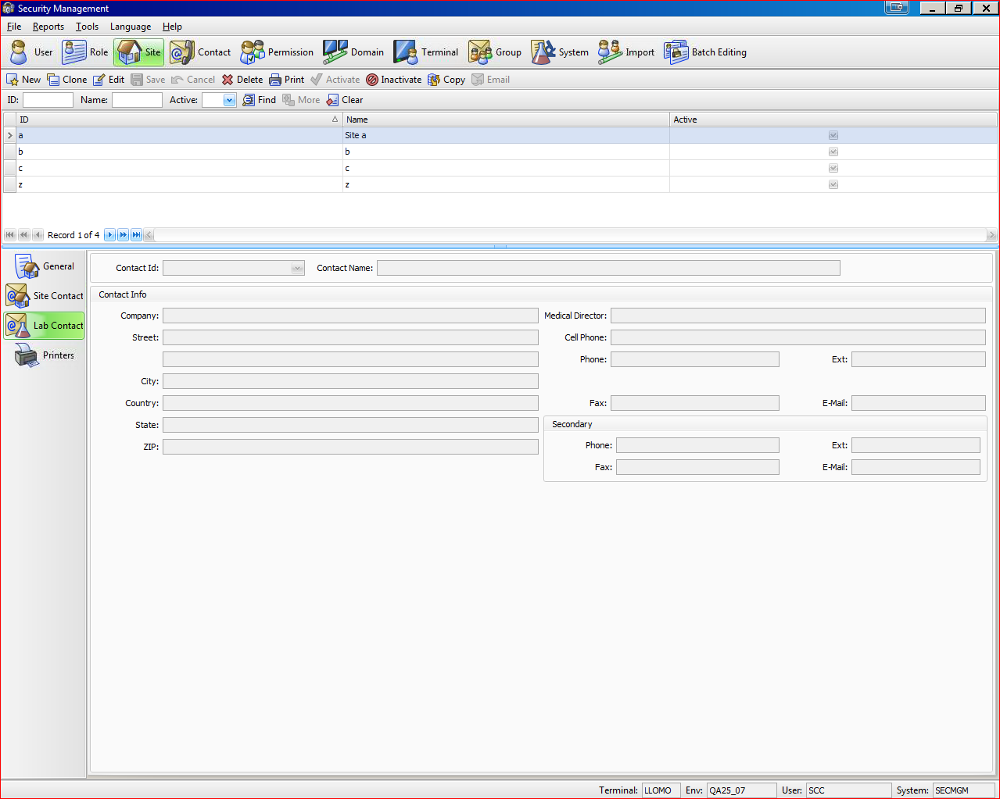 Security Management
File Reports Tools Language Help
User Role Site Contact Permission Domain Terminal Group System Import Batch Editing
New Clone Edit Save Cancel Delete Print Activate Inactivate Copy Email
ID: Name: Active: Find More Clear
ID Name Active
a Site a
b b
c c
z z
Record 1 of 4
General
Site Contact
Lab Contact
Printers
Contact Id: Contact Name:
Contact Info
Company: Medical Director:
Street: Cell Phone:
Phone: Ext:
City:
Country: Fax: E-Mail:
State: Secondary
ZIP: Phone: Ext:
Fax: E-Mail:
Terminal: LLOMO Env: QA25_07 User: SCC System: SECMGM